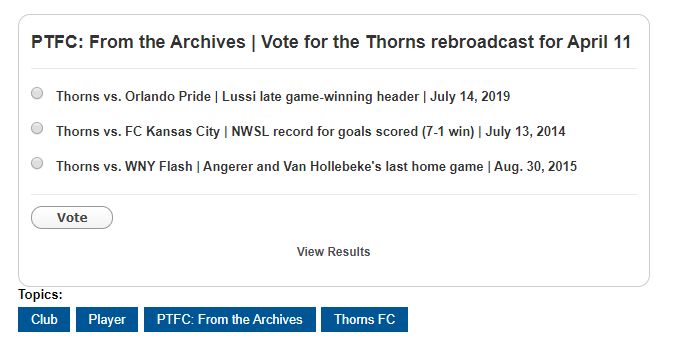 PTFC: From the Archives | Vote for the Thorns rebroadcast for April 11
Thorns vs. Orlando Pride | Lussi late game-winning header | July 14, 2019
Thorns vs. FC Kansas City | NWSL record for goals scored (7-1 win) | July 13, 2014
Thorns vs. WNY Flash | Angerer and Van Hollebeke's last home game | Aug. 30, 2015
Vote
View Results
Topics:
Club Player PTFC: From the Archives Thorns FC